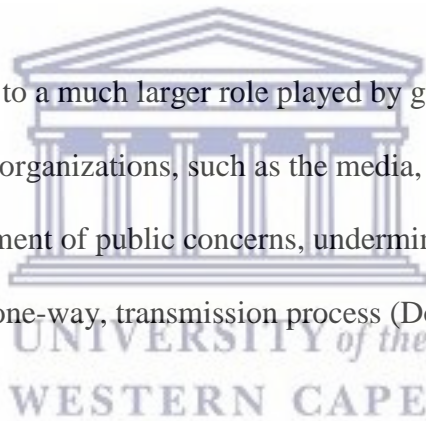 to a much larger role played by g
organizations, such as the media,
ment of public concerns, undermin
one-way, transmission process (De
UNIVERSITY of the
WESTERN CAPE